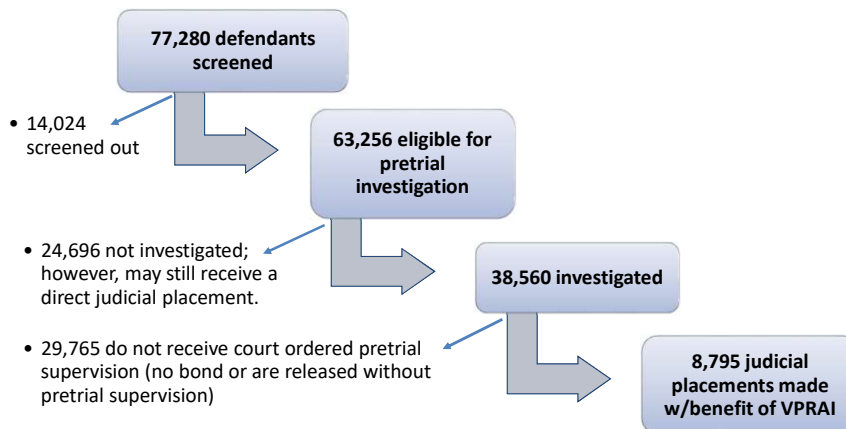 77,280 defendants
screened
• 14,024
screened out
63,256 eligible for
pretrial
investigation
• 24,696 not investigated;
however, may still receive a
direct judicial placement.
38,560 investigated
• 29,765 do not receive court ordered pretrial
supervision (no bond or are released without
pretrial supervision)
8,795 judicial
placements made
w/benefit of VPRAI